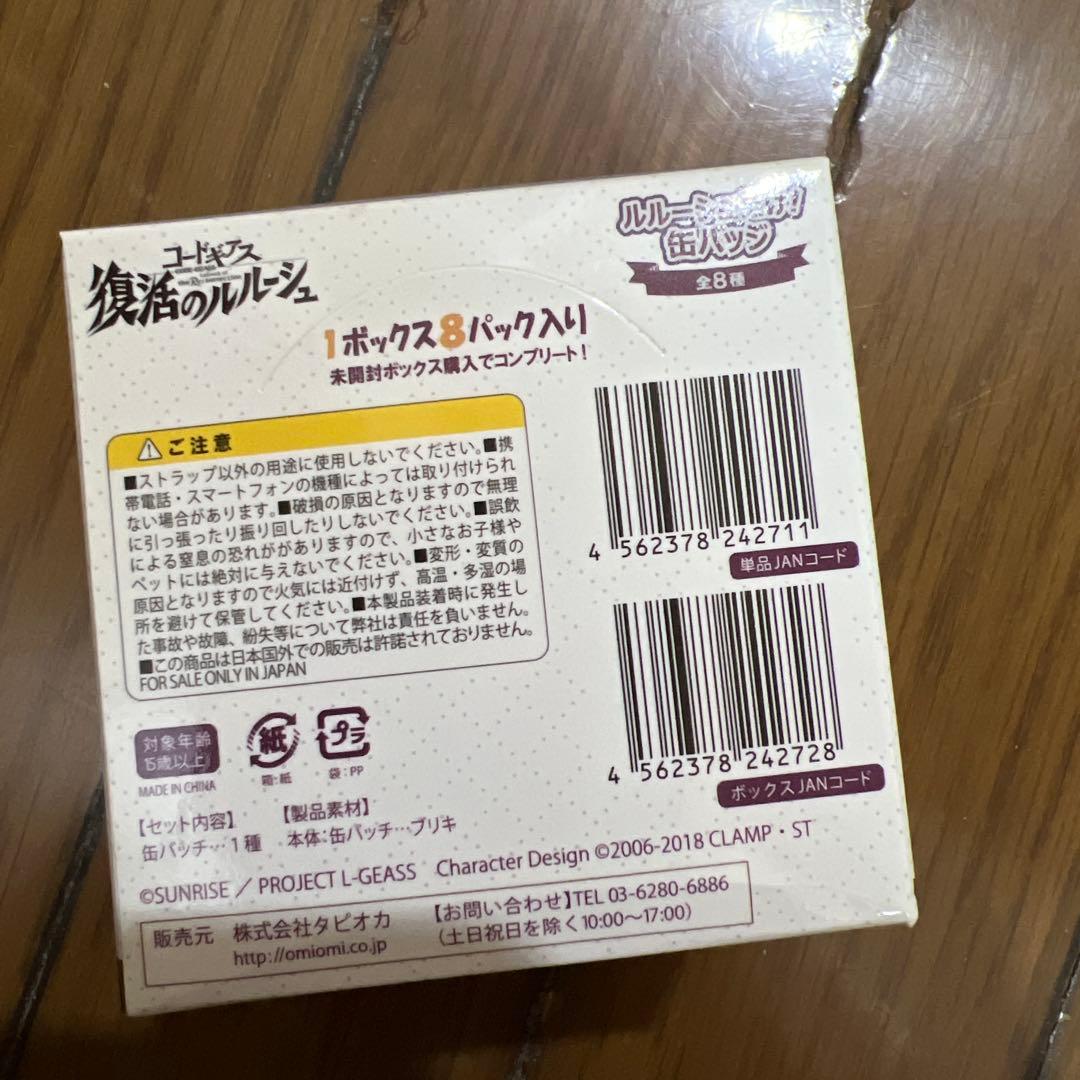 コードギアス
復活のルルーシュ
缶バッジ
全8種
1ボックス8パック入り
未開封ボックス購入でコンプリート!
ご注意
■ストラップ以外の用途に使用しないでください。■携
帯電話・スマートフォンの機種によっては取り付けられ
ない場合があります。■破損の原因となりますので無理
に引っ張ったり振り回したりしないでください。■誤飲
による窒息の恐れががありますので、小さなお子様や
ペットには絶対に与えないでください。■変形・変質の
原因となりますので火気には近付けず、高温・多湿の場
所を避けて保管してください。■本製品装着時に発生し
た事故や故障、紛失等について弊社は責任を負いません。
■この商品は日本国外での販売は許諾されておりません。
FOR SALE ONLY IN JAPAN
4 562378 242711
単品JANコード
4 562378 242728
ボックスJANコード
対象年齢
15歳以上
MADE IN CHINA
紙
箱:紙
プラ
袋:PP
【セット内容】
缶バッチ…1種
【製品素材】
本体:缶バッチ…ブリキ
©SUNRISE/PROJECT L-GEASS Character Design ©2006-2018 CLAMP・ST
販売元 株式会社タピオカ
http://omiomi.co.jp
【お問い合わせ】TEL 03-6280-6886
(土日祝日を除く10:00〜17:00)